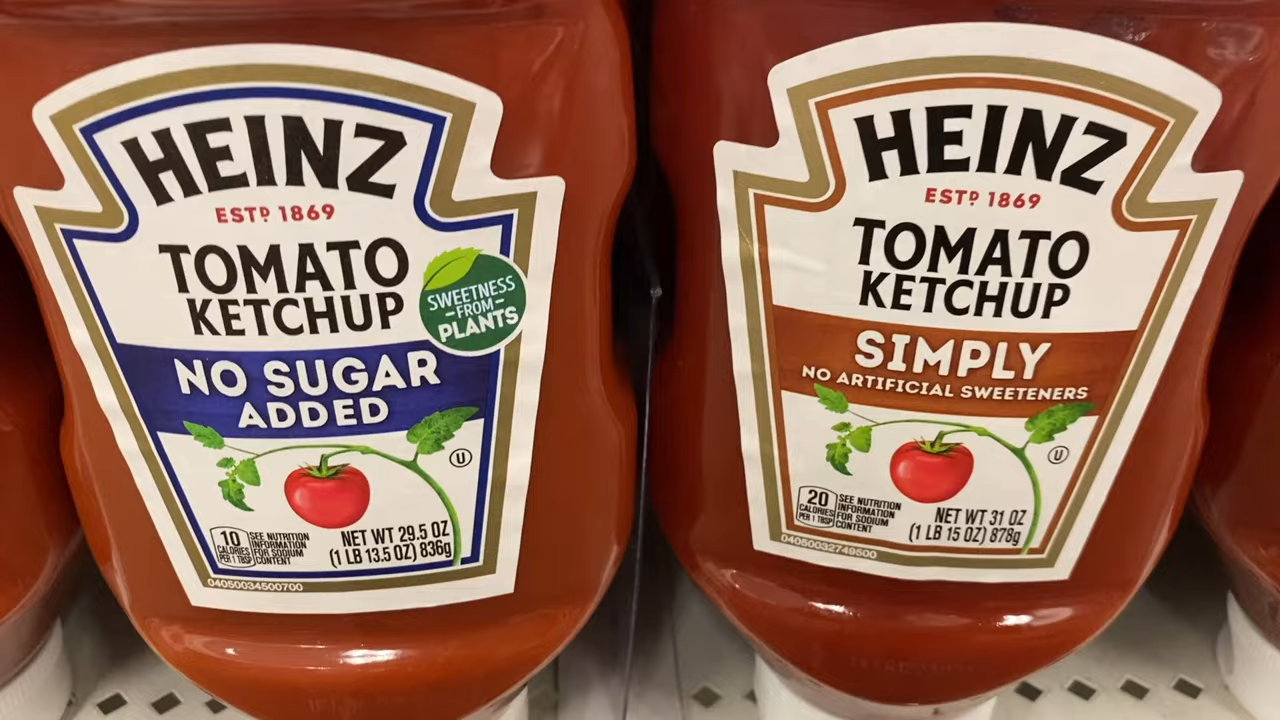 HEINZ
ESTD 1869
TOMATO
KETCHUP
SWEETNESS
-FROM-
PLANTS
NO SUGAR
ADDED
U
10
CALORIES
PER 1 TBSP
SEE NUTRITION
INFORMATION
FOR SODIUM
CONTENT
NET WT 29.5 OZ
(1 LB 13.5 OZ) 836g
04050034500700
HEINZ
ESTD 1869
TOMATO
KETCHUP
SIMPLY
NO ARTIFICIAL SWEETENERS
U
20
CALORIES
PER 1 TBSP
SEE NUTRITION
INFORMATION
FOR SODIUM
CONTENT
NET WT 31 OZ
(1 LB 15 OZ) 878g
04050032749500